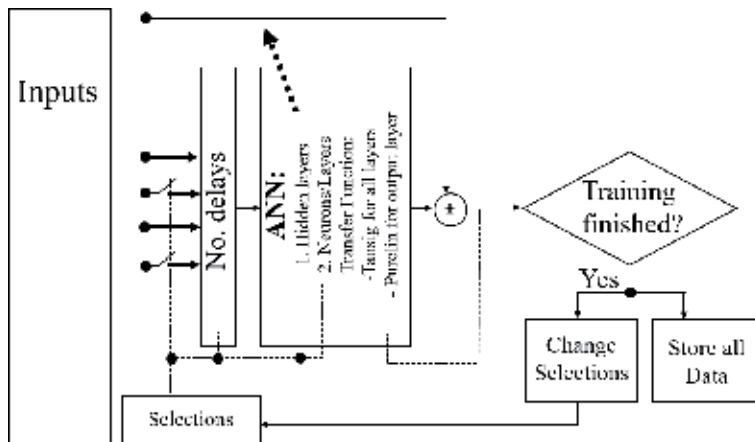 Inputs
No. delays
ANN:
1. Hidden layers
2. Neurons/Layers
Transfer Function:
-Tansig for all layers
- Purelin for output layer
+
Training
finished?
Yes
Change
Selections
Store all
Data
Selections